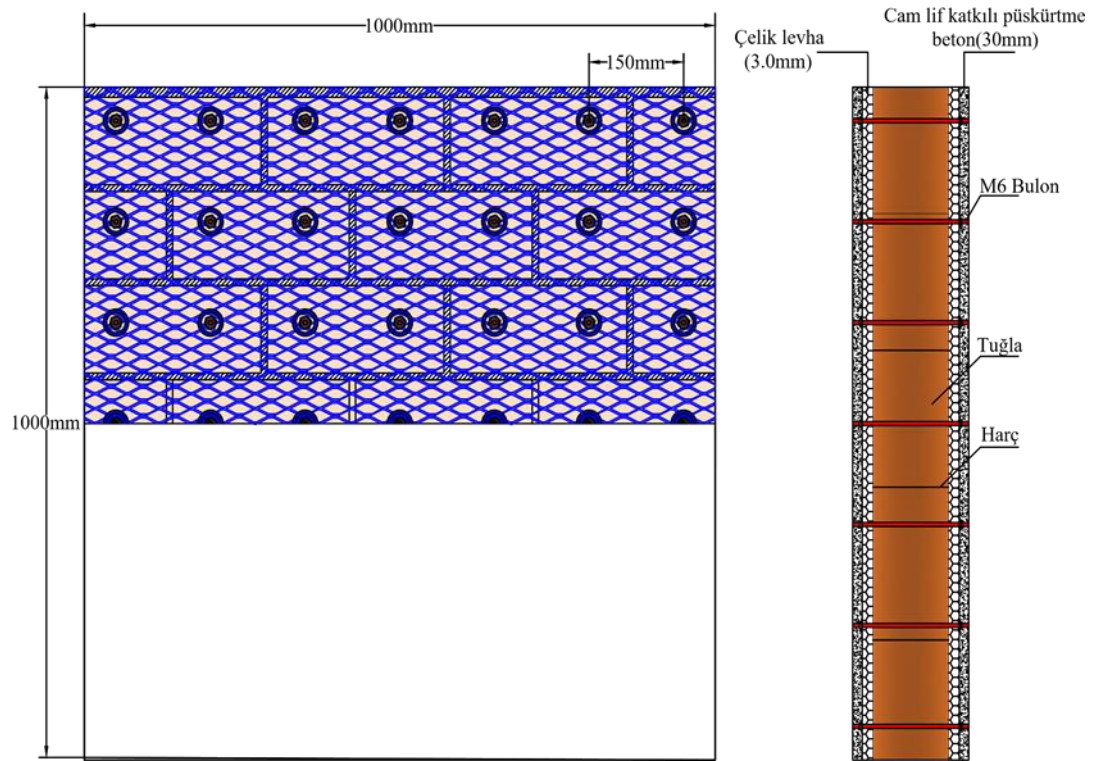 1000mm
150mm
1000mm
Çelik levha
(3.0mm)
Cam lif katkılı püskürtme
beton(30mm)
M6 Bulon
Tuğla
Harç